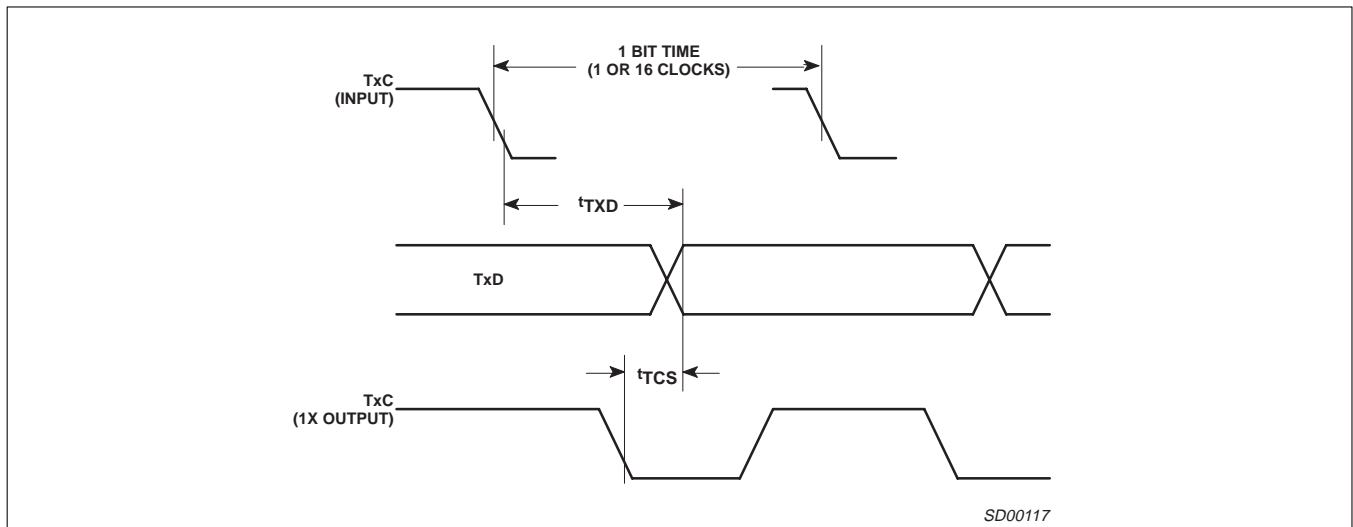 1 BIT TIME
(1 OR 16 CLOCKS)
TxC
(INPUT)
tTXD
TxD
tTCS
TxC
(1X OUTPUT)
SD00117